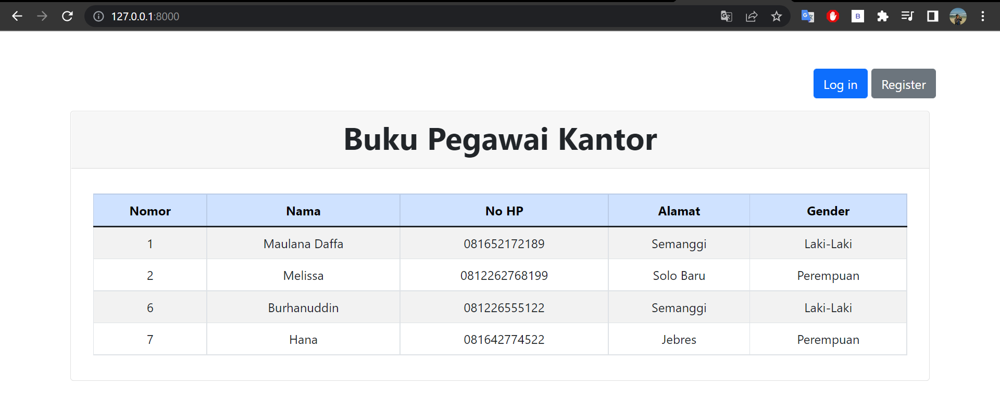 127.0.0.1:8000
G
B
Log in Register
Buku Pegawai Kantor
Nomor Nama No HP Alamat Gender
1 Maulana Daffa 081652172189 Semanggi Laki-Laki
2 Melissa 0812262768199 Solo Baru Perempuan
6 Burhanuddin 081226555122 Semanggi Laki-Laki
7 Hana 081642774522 Jebres Perempuan